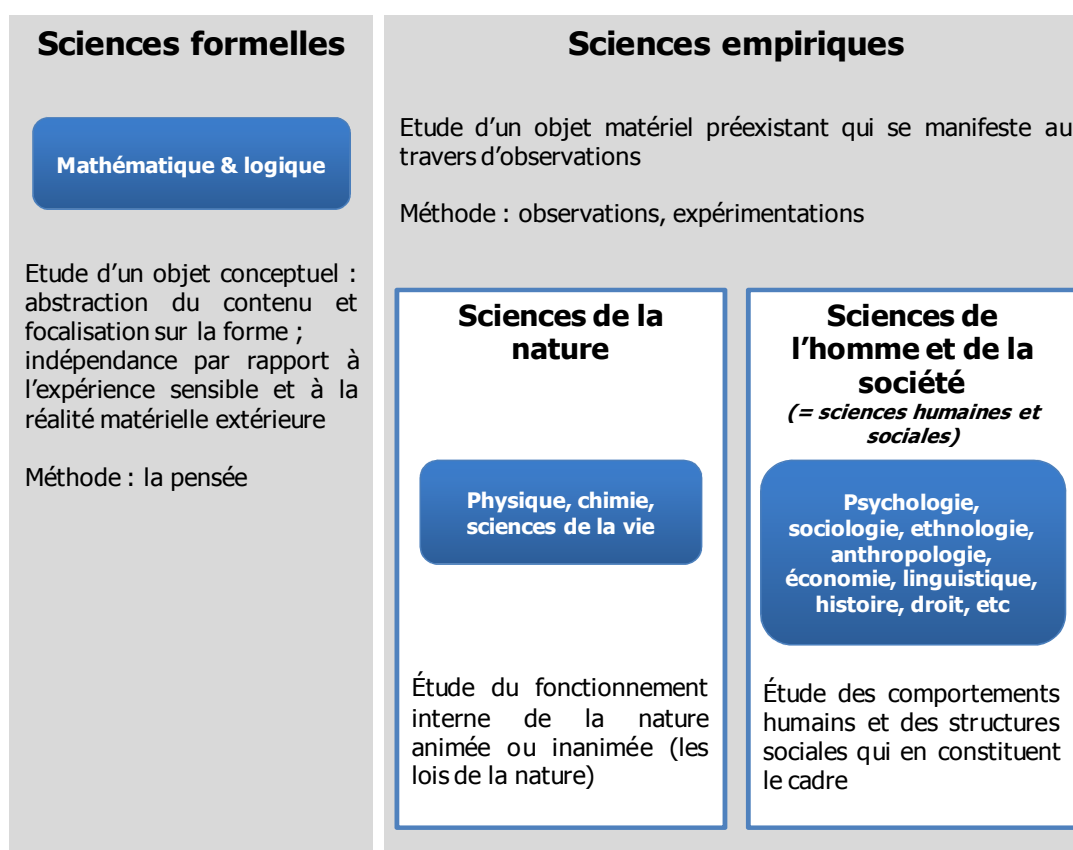 Sciences formelles
Mathématique & logique
Etude d’un objet conceptuel :
abstraction du contenu et
focalisation sur la forme ;
indépendance par rapport à
l’expérience sensible et à la
réalité matérielle extérieure
Méthode : la pensée
Sciences empiriques
Etude d’un objet matériel préexistant qui se manifeste au
travers d’observations
Méthode : observations, expérimentations
Sciences de la
nature
Physique, chimie,
sciences de la vie
Étude du fonctionnement
interne de la nature
animée ou inanimée (les
lois de la nature)
Sciences de
l’homme et de la
société
(= sciences humaines et
sociales)
Psychologie,
sociologie, ethnologie,
anthropologie,
économie, linguistique,
histoire, droit, etc
Étude des comportements
humains et des structures
sociales qui en constituent
le cadre